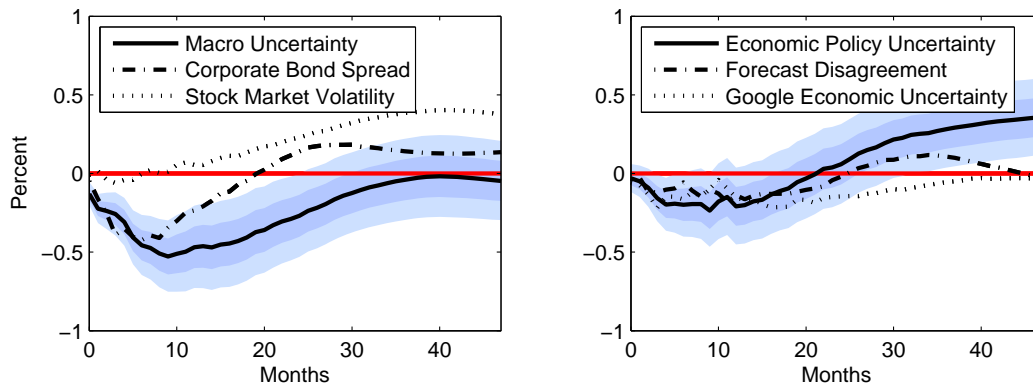 Macro Uncertainty
Corporate Bond Spread
Stock Market Volatility
Percent
1
0.5
0
−0.5
−1
0 10 20 30 40
Months
Economic Policy Uncertainty
Forecast Disagreement
Google Economic Uncertainty
1
0.5
0
−0.5
−1
0 10 20 30 40
Months